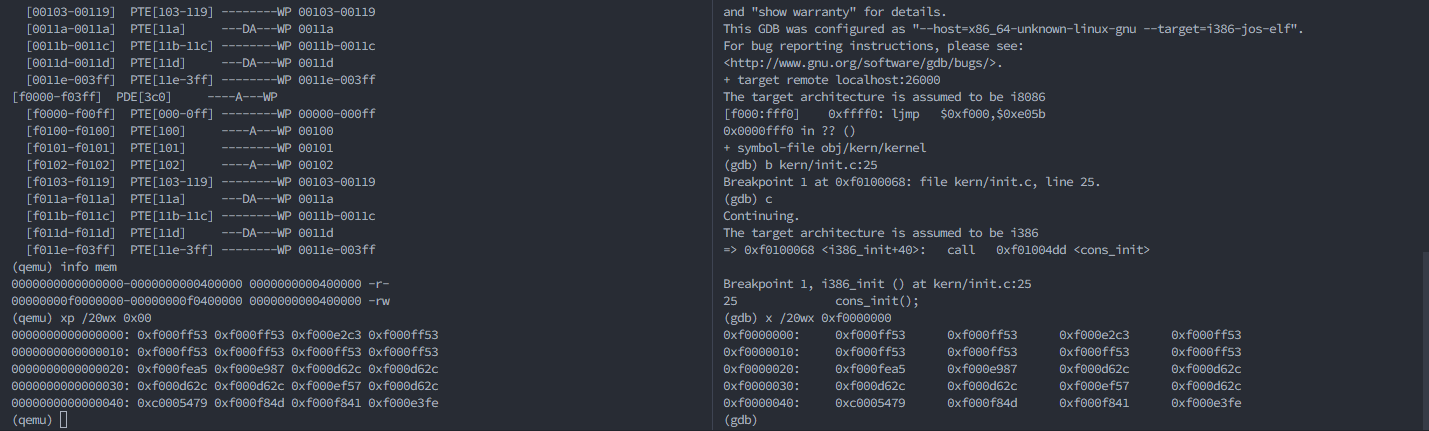 [00103-00119]  PTE[103-119] --------WP 00103-00119
[0011a-0011a]  PTE[11a]     ---DA---WP 0011a
[0011b-0011c]  PTE[11b-11c] --------WP 0011b-0011c
[0011d-0011d]  PTE[11d]     ---DA---WP 0011d
[0011e-003ff]  PTE[11e-3ff] --------WP 0011e-003ff
[f0000-f03ff]  PDE[3c0]     ----A---WP
[f0000-f00ff]  PTE[000-0ff] --------WP 00000-000ff
[f0100-f0100]  PTE[100]     ----A---WP 00100
[f0101-f0101]  PTE[101]     --------WP 00101
[f0102-f0102]  PTE[102]     ----A---WP 00102
[f0103-f0119]  PTE[103-119] --------WP 00103-00119
[f011a-f011a]  PTE[11a]     ---DA---WP 0011a
[f011b-f011c]  PTE[11b-11c] --------WP 0011b-0011c
[f011d-f011d]  PTE[11d]     ---DA---WP 0011d
[f011e-f03ff]  PTE[11e-3ff] --------WP 0011e-003ff
(qemu) info mem
0000000000000000-0000000000400000 0000000000400000 -r-
00000000f0000000-00000000f0400000 0000000000400000 -rw
(qemu) xp /20wx 0x00
0000000000000000: 0xf000ff53 0xf000ff53 0xf000e2c3 0xf000ff53
0000000000000010: 0xf000ff53 0xf000ff53 0xf000ff53 0xf000ff53
0000000000000020: 0xf000fea5 0xf000e987 0xf000d62c 0xf000d62c
0000000000000030: 0xf000d62c 0xf000d62c 0xf000ef57 0xf000d62c
0000000000000040: 0xc0005479 0xf000f84d 0xf000f841 0xf000e3fe
(qemu)
and "show warranty" for details.
This GDB was configured as "--host=x86_64-unknown-linux-gnu --target=i386-jos-elf".
For bug reporting instructions, please see:
<http://www.gnu.org/software/gdb/bugs/>.
+ target remote localhost:26000
The target architecture is assumed to be i8086
[f000:fff0]    0xffff0: ljmp   $0xf000,$0xe05b
0x0000fff0 in ?? ()
+ symbol-file obj/kern/kernel
(gdb) b kern/init.c:25
Breakpoint 1 at 0xf0100068: file kern/init.c, line 25.
(gdb) c
Continuing.
The target architecture is assumed to be i386
=> 0xf0100068 <i386_init+40>:   call   0xf01004dd <cons_init>
Breakpoint 1, i386_init () at kern/init.c:25
25             cons_init();
(gdb) x /20wx 0xf0000000
0xf0000000:     0xf000ff53      0xf000ff53      0xf000e2c3      0xf000ff53
0xf0000010:     0xf000ff53      0xf000ff53      0xf000ff53      0xf000ff53
0xf0000020:     0xf000fea5      0xf000e987      0xf000d62c      0xf000d62c
0xf0000030:     0xf000d62c      0xf000d62c      0xf000ef57      0xf000d62c
0xf0000040:     0xc0005479      0xf000f84d      0xf000f841      0xf000e3fe
(gdb)